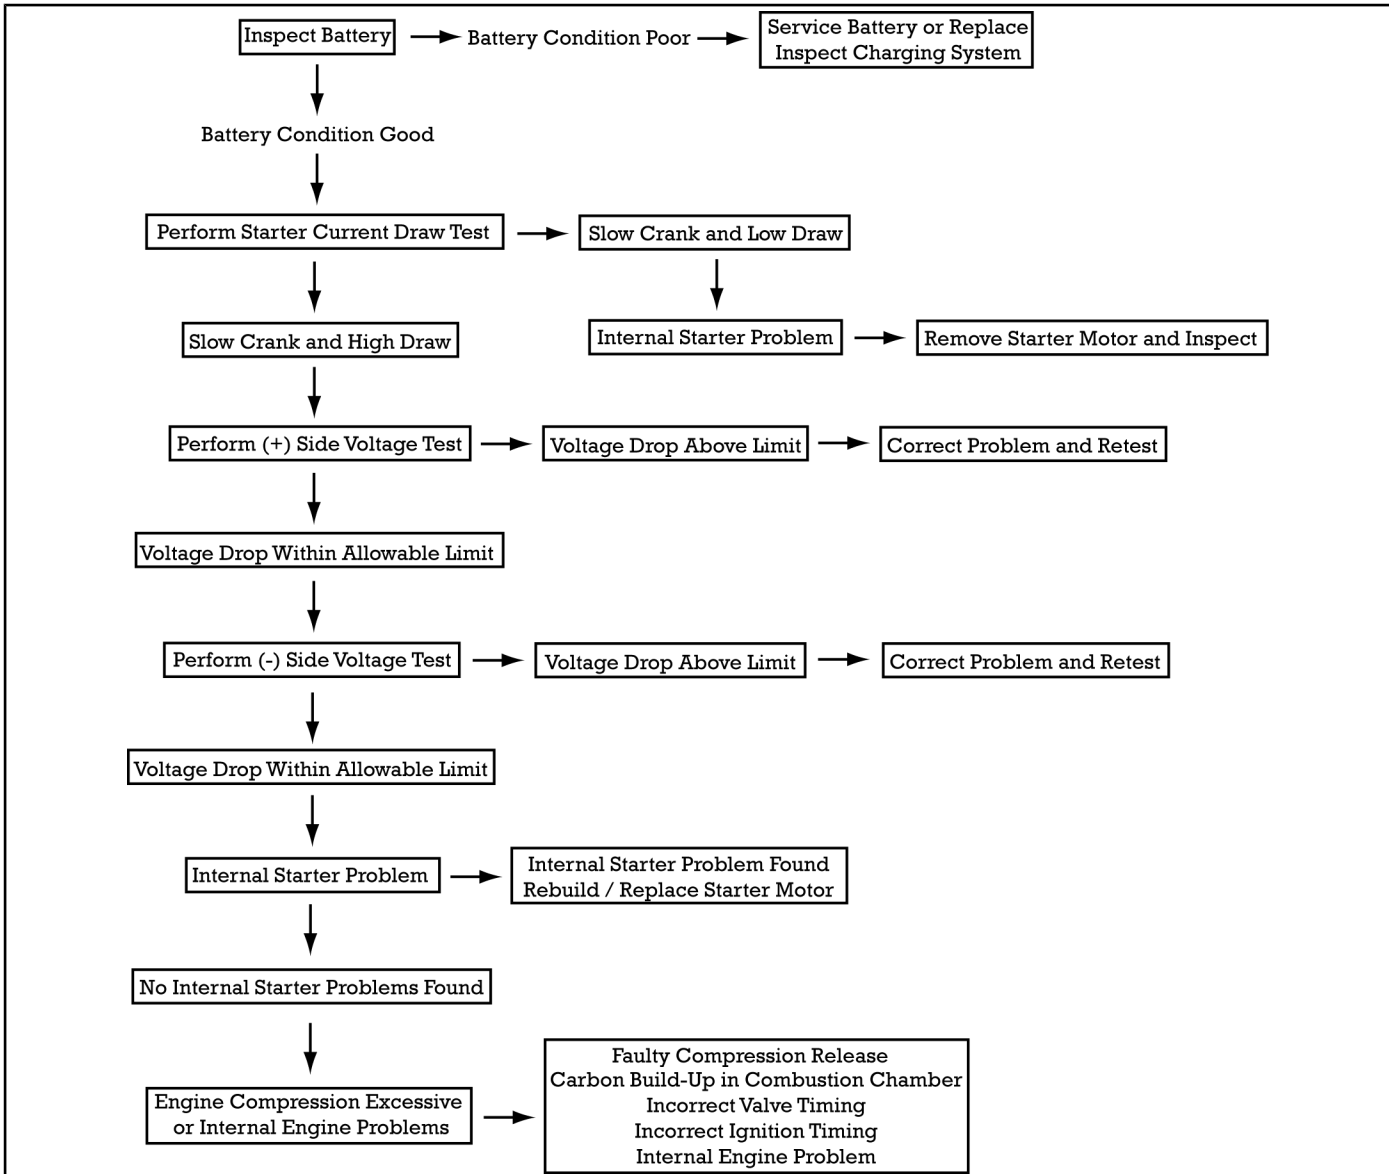 Inspect Battery
Battery Condition Poor
Service Battery or Replace
Inspect Charging System
Battery Condition Good
Perform Starter Current Draw Test
Slow Crank and Low Draw
Slow Crank and High Draw
Internal Starter Problem
Remove Starter Motor and Inspect
Perform (+) Side Voltage Test
Voltage Drop Above Limit
Correct Problem and Retest
Voltage Drop Within Allowable Limit
Perform (-) Side Voltage Test
Voltage Drop Above Limit
Correct Problem and Retest
Voltage Drop Within Allowable Limit
Internal Starter Problem
Internal Starter Problem Found
Rebuild / Replace Starter Motor
No Internal Starter Problems Found
Engine Compression Excessive
or Internal Engine Problems
Faulty Compression Release
Carbon Build-Up in Combustion Chamber
Incorrect Valve Timing
Incorrect Ignition Timing
Internal Engine Problem